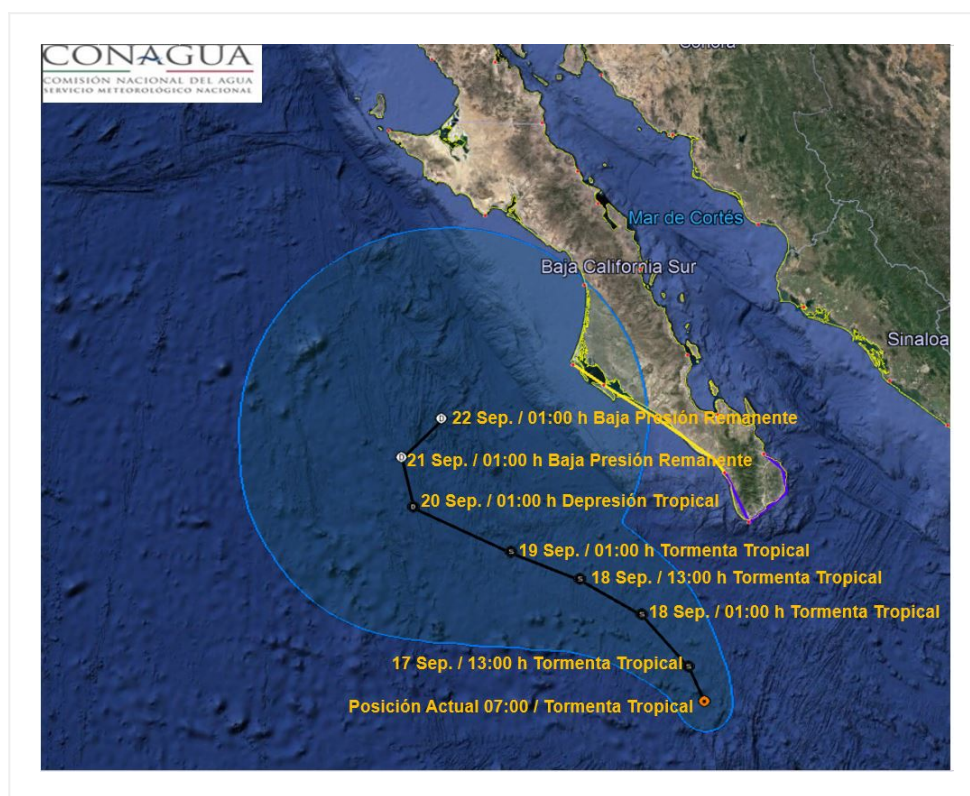 CONAGUA
COMISIÓN NACIONAL DEL AGUA
SERVICIO METEOROLÓGICO NACIONAL
Sonora
Mar de Cortés
Baja California Sur
Sinaloa
22 Sep. / 01:00 h Baja Presión Remanente
21 Sep. / 01:00 h Baja Presión Remanente
20 Sep. / 01:00 h Depresión Tropical
19 Sep. / 01:00 h Tormenta Tropical
18 Sep. / 13:00 h Tormenta Tropical
18 Sep. / 01:00 h Tormenta Tropical
17 Sep. / 13:00 h Tormenta Tropical
Posición Actual 07:00 / Tormenta Tropical